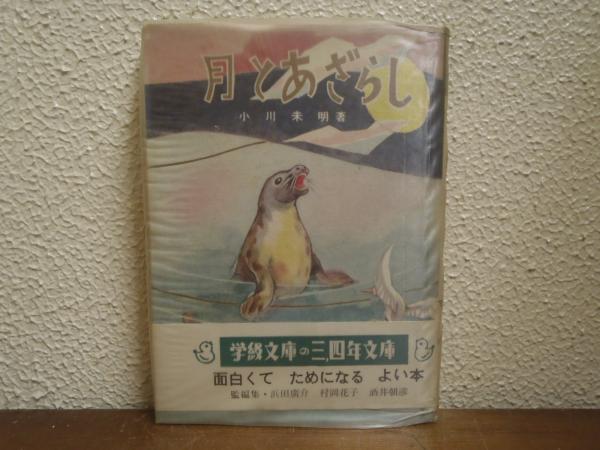 月とあざらし
小川未明著
学級文庫の三,四年文庫
面白くて ためになる よい本
監編集・浜田廣介 村岡花子 酒井朝彦